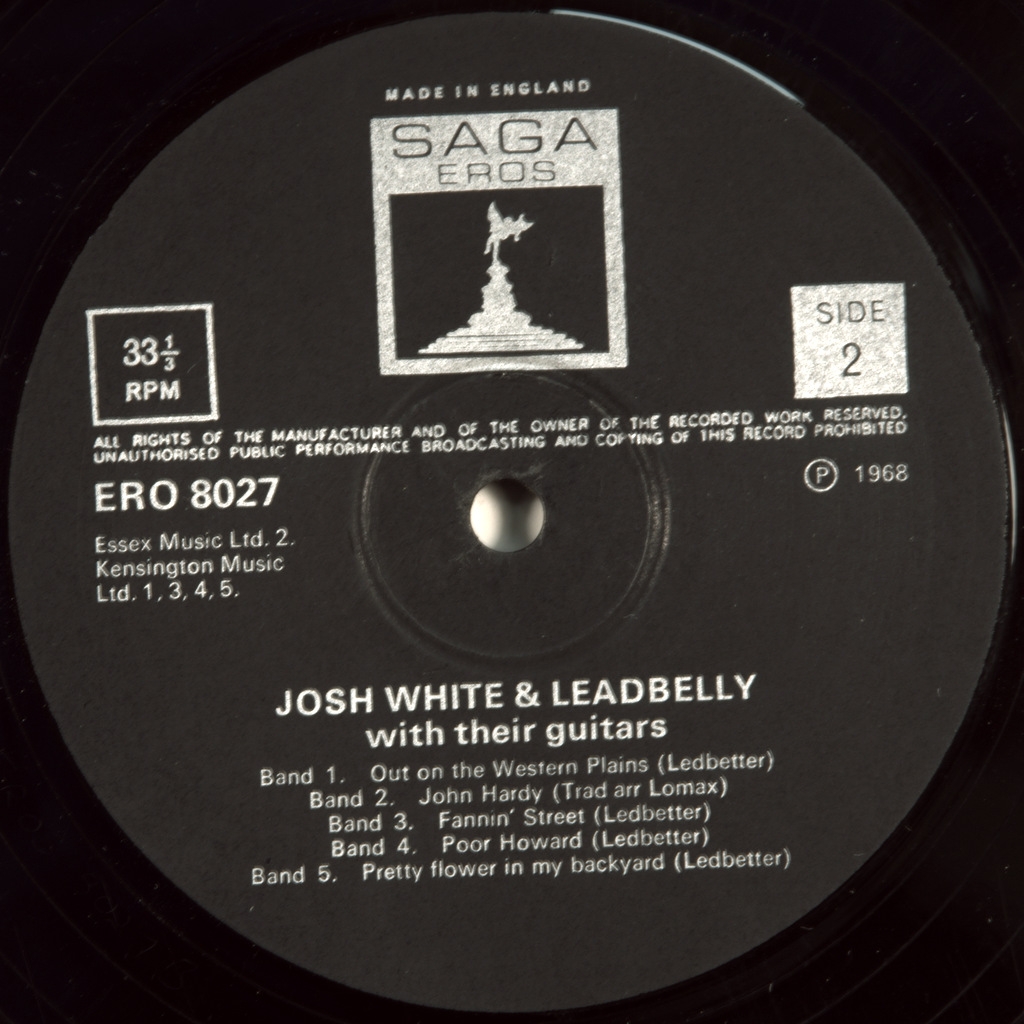 MADE IN ENGLAND
SAGA
EROS
33⅓
RPM
SIDE
2
ALL RIGHTS OF THE MANUFACTURER AND OF THE OWNER OF THE RECORDED WORK RESERVED.
UNAUTHORISED PUBLIC PERFORMANCE BROADCASTING AND COPYING OF THIS RECORD PROHIBITED
ERO 8027
℗ 1968
Essex Music Ltd. 2.
Kensington Music
Ltd. 1, 3, 4, 5.
JOSH WHITE & LEADBELLY
with their guitars
Band 1. Out on the Western Plains (Ledbetter)
Band 2. John Hardy (Trad arr Lomax)
Band 3. Fannin' Street (Ledbetter)
Band 4. Poor Howard (Ledbetter)
Band 5. Pretty flower in my backyard (Ledbetter)